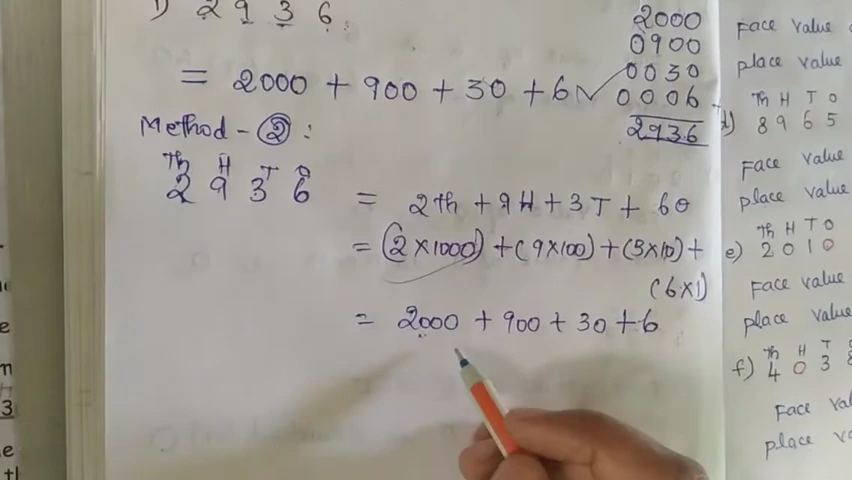 1) 2 9 3 6
= 2000 + 900 + 30 + 6
2000
0900
0030
0006 +
2936
Method - 2 :
Th H T O
2 9 3 6 = 2Th + 9H + 3T + 6O
= (2 × 1000) + (9×100) + (3×10) +
(6×1)
= 2000 + 900 + 30 + 6
Face value
place value
Th H T O
d) 8 9 6 5
Face value
place value
Th H T O
e) 2 0 1 0
Face value
place value
Th H T
f) 4 0 3 8
Face
place
3
e